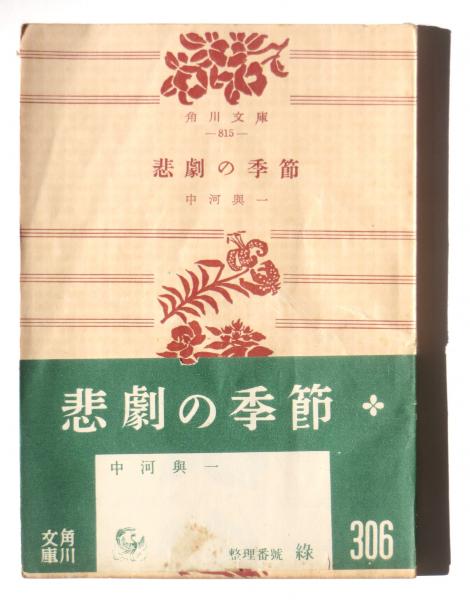 角川文庫
—815—
悲劇の季節
中河與一
悲劇の季節
中河與一
角川文庫
整理番號 綠
306